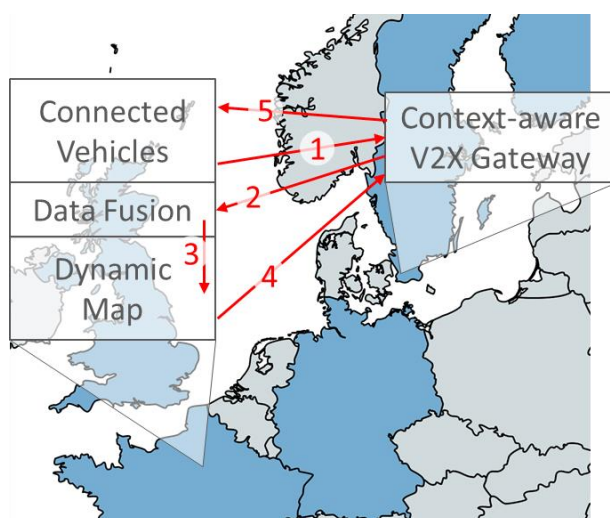 Connected
Vehicles
Data Fusion
Dynamic
Map
5
1
2
3
4
Context-aware
V2X Gateway